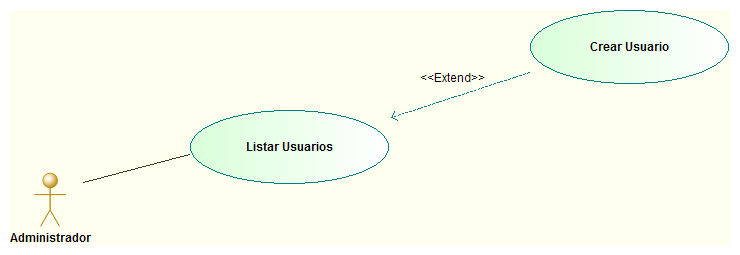 Crear Usuario
<<Extend>>
Listar Usuarios
Administrador